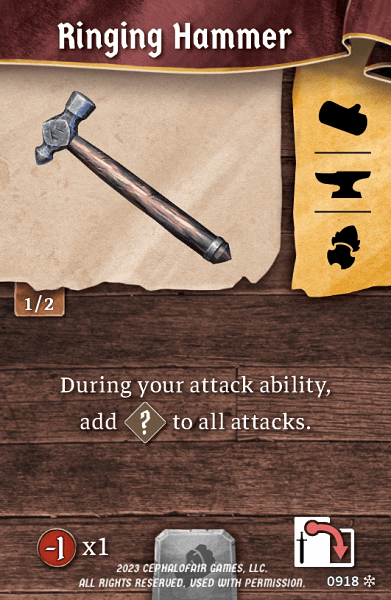 Ringing Hammer
1/2
During your attack ability,
add ? to all attacks.
-1 x1
2023 CEPHALOFAIR GAMES, LLC.
ALL RIGHTS RESERVED. USED WITH PERMISSION.
0918